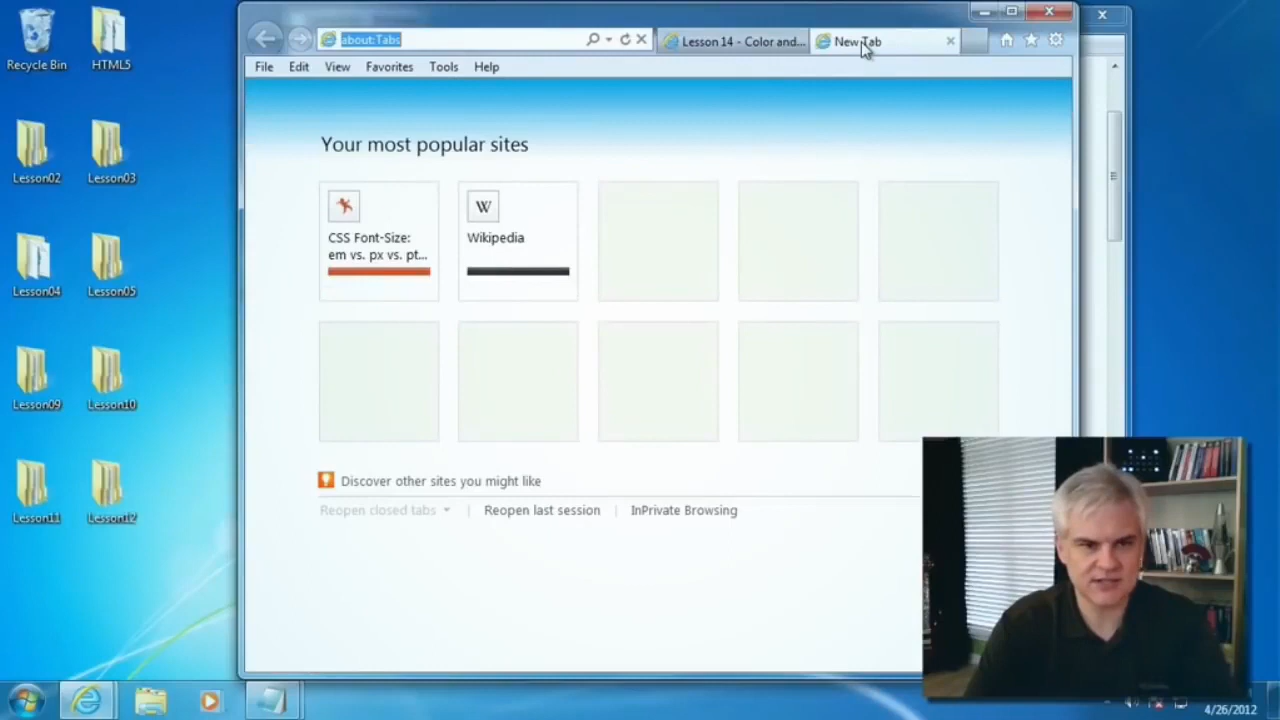 Recycle Bin
HTML5
Lesson02
Lesson03
Lesson04
Lesson05
Lesson09
Lesson10
Lesson11
Lesson12
about:Tabs
Lesson 14 - Color and...
New Tab
File Edit View Favorites Tools Help
Your most popular sites
CSS Font-Size:
em vs. px vs. pt...
W
Wikipedia
Discover other sites you might like
Reopen closed tabs | Reopen last session | InPrivate Browsing
4/26/2012